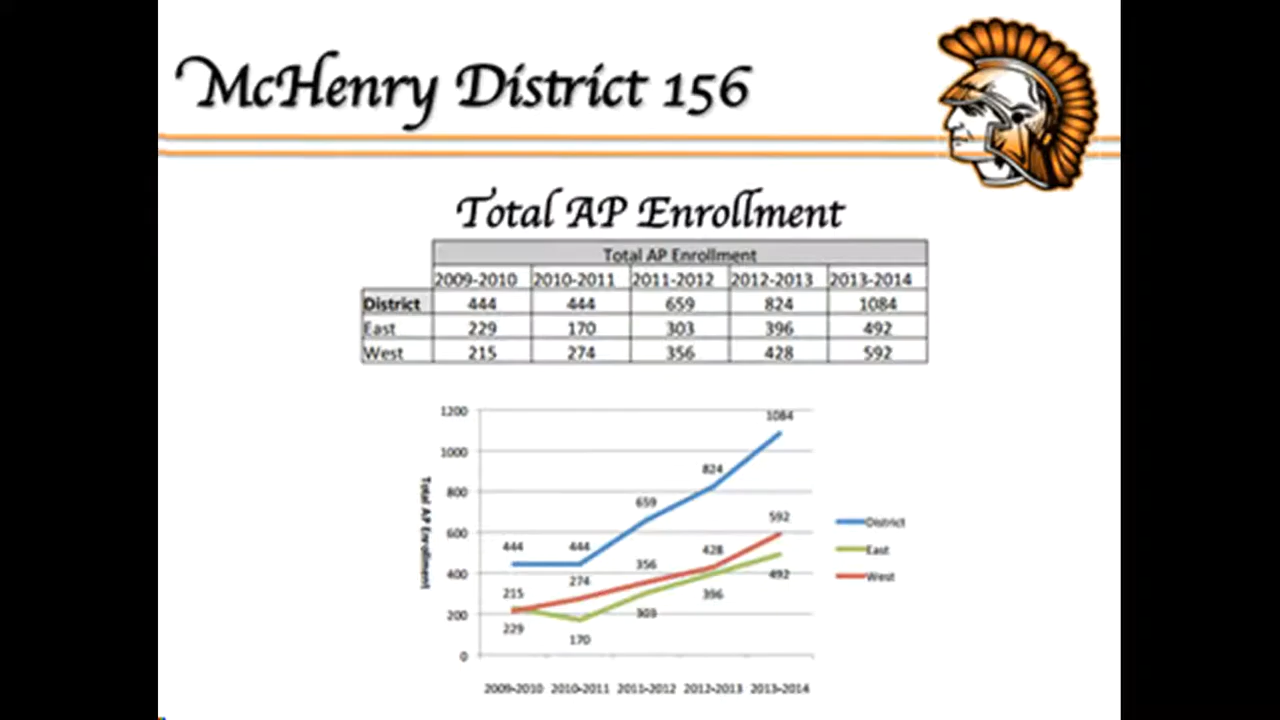 McHenry District 156
Total AP Enrollment
Total AP Enrollment
2009-2010 2010-2011 2011-2012 2012-2013 2013-2014
District 444 444 659 824 1084
East 229 170 303 396 492
West 215 274 356 428 592
1200
1084
1000
824
800
659
600
592
444 444
428
356
District
East
West
492
400
274
396
215
303
200
229
170
0
Total AP Enrollment
2009-2010 2010-2011 2011-2012 2012-2013 2013-2014